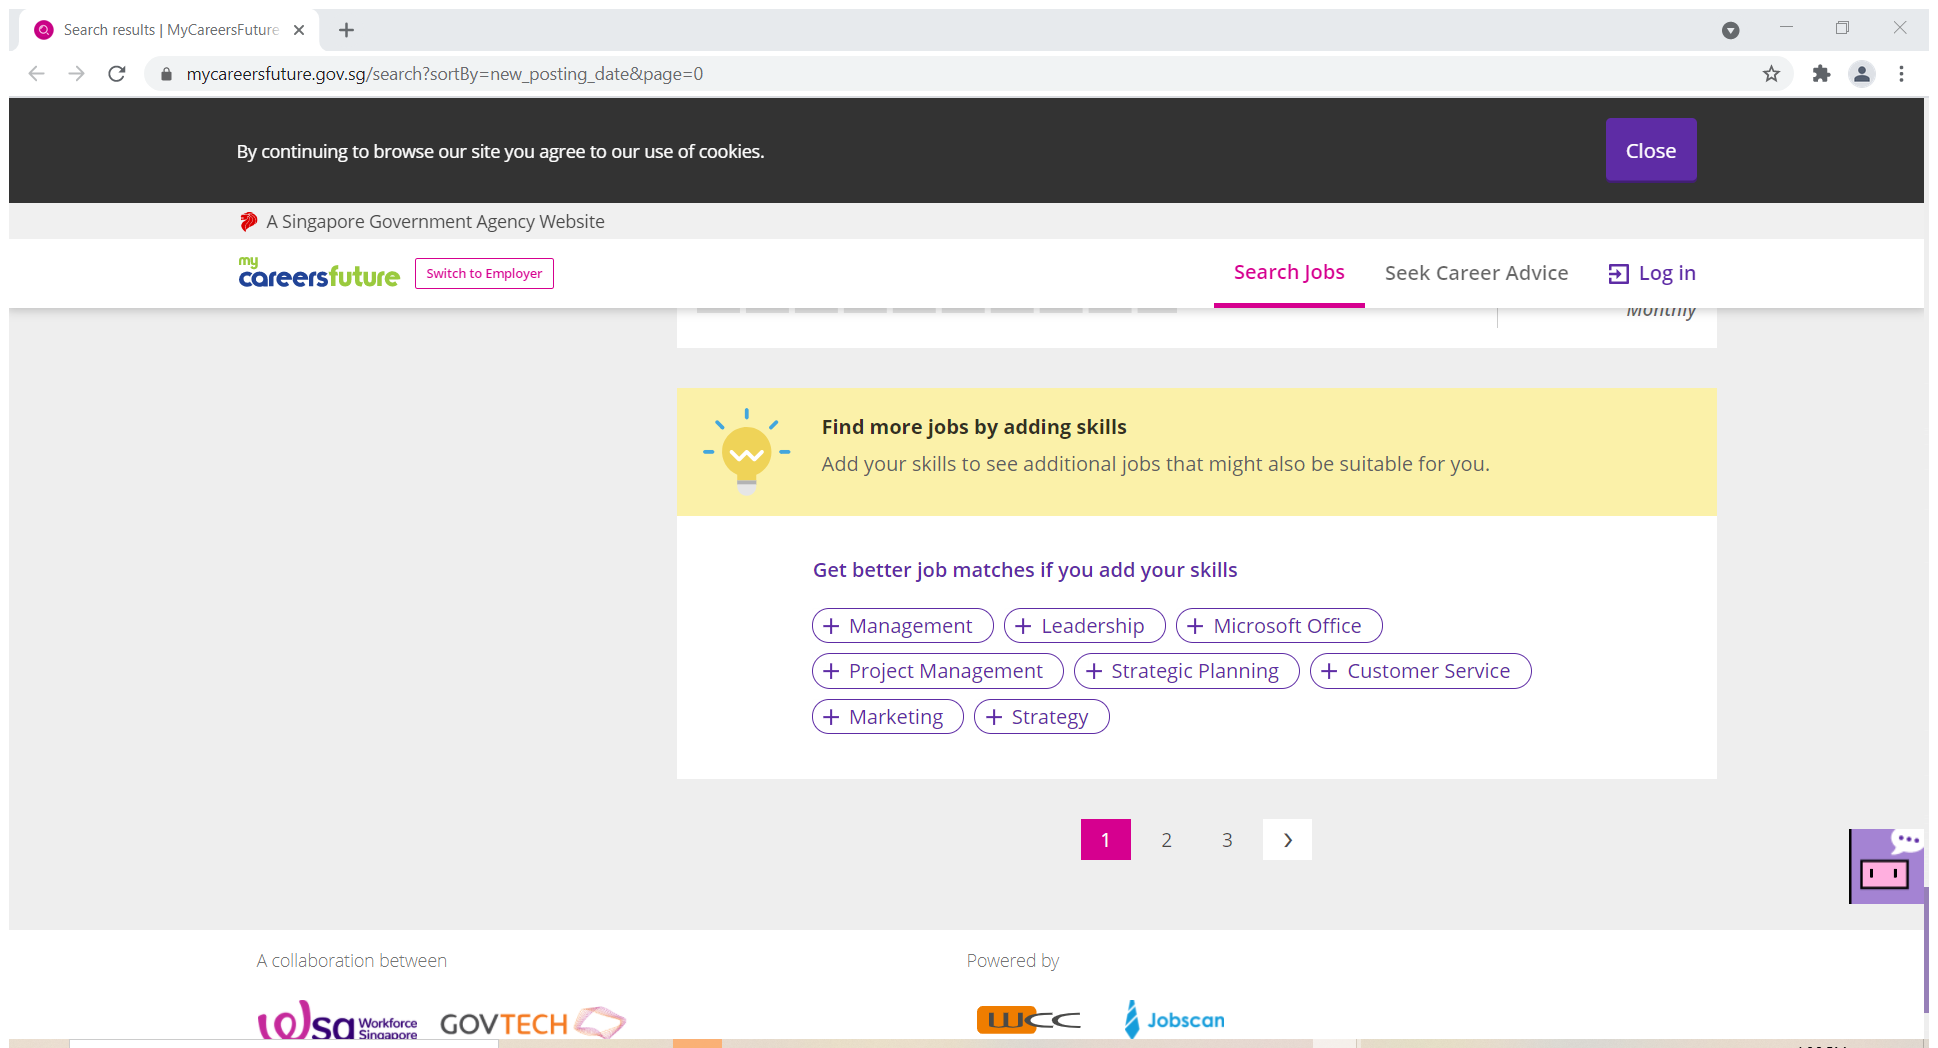 Search results | MyCareersFuture
mycareersfuture.gov.sg/search?sortBy=new_posting_date&page=0
By continuing to browse our site you agree to our use of cookies.
Close
A Singapore Government Agency Website
my
careersfuture
Switch to Employer
Search Jobs
Seek Career Advice
Log in
Monthly
Find more jobs by adding skills
Add your skills to see additional jobs that might also be suitable for you.
Get better job matches if you add your skills
+ Management
+ Leadership
+ Microsoft Office
+ Project Management
+ Strategic Planning
+ Customer Service
+ Marketing
+ Strategy
1 2 3 >
A collaboration between
Powered by
wsg Workforce
Singapore
GOVTECH
WCC
Jobscan